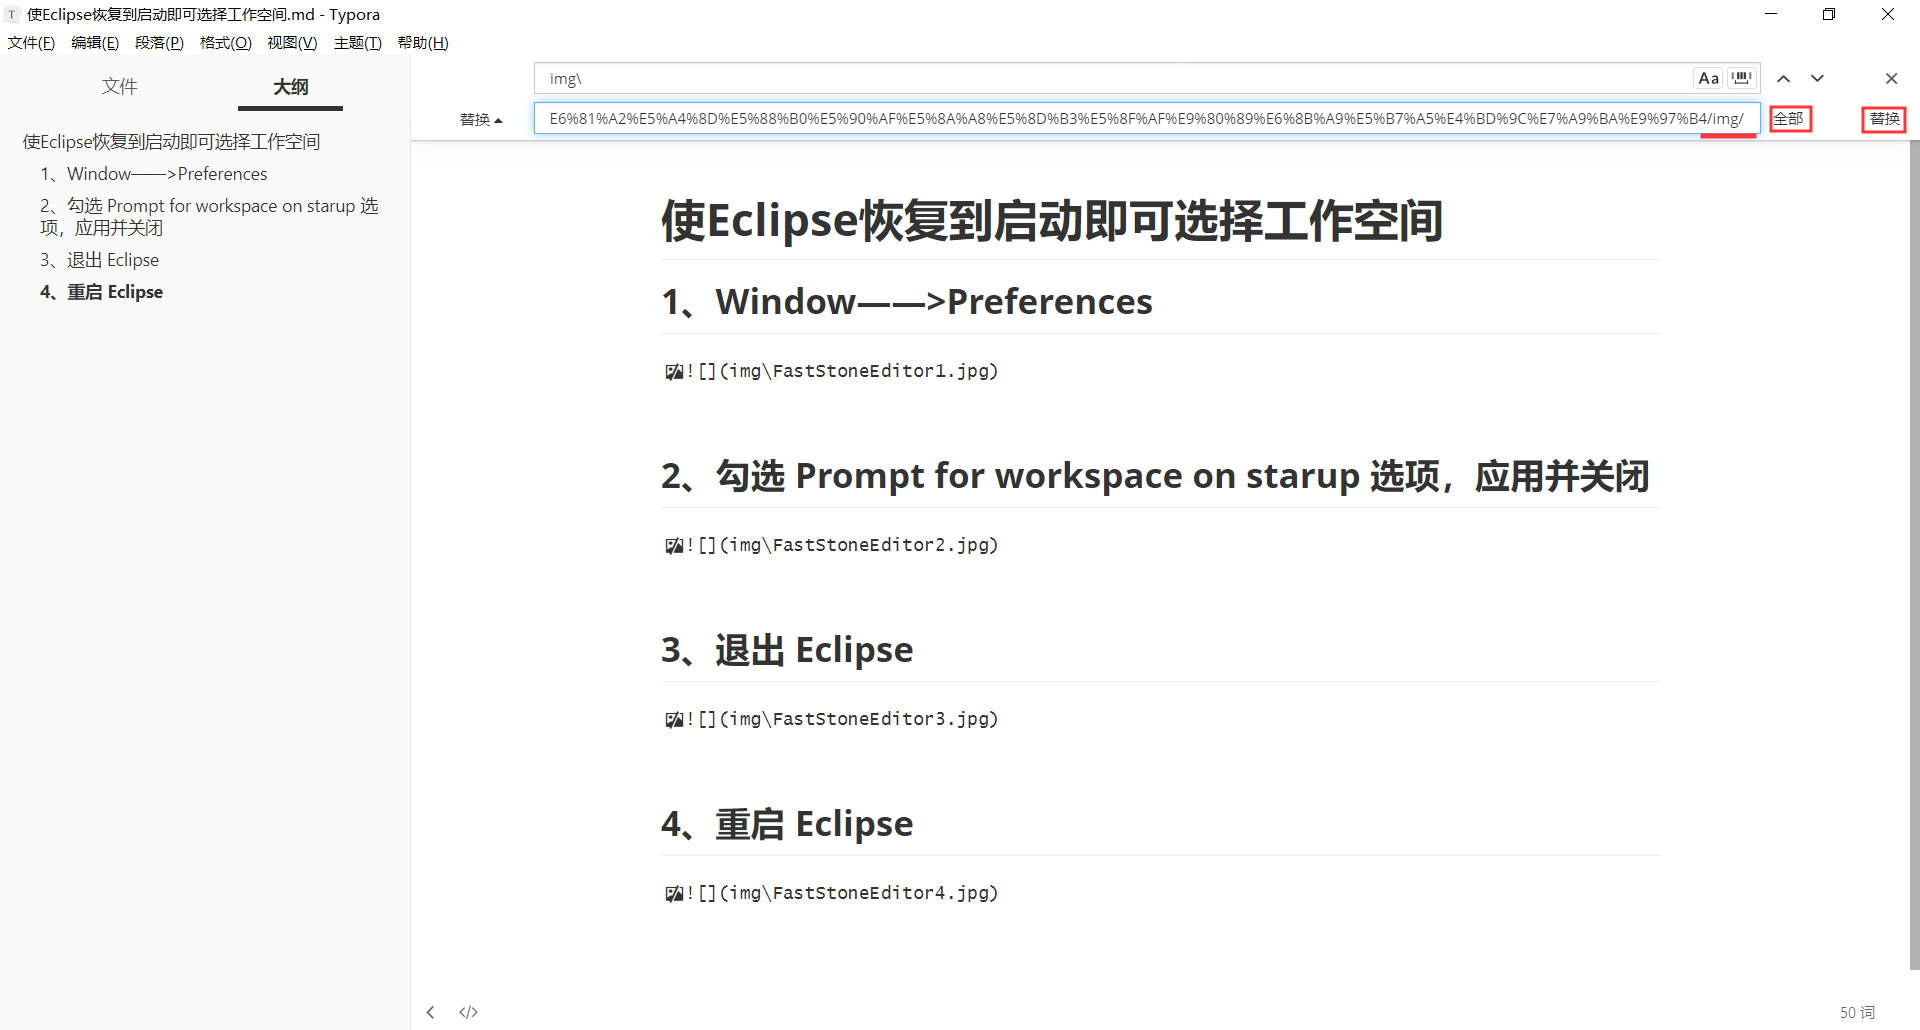 T 使Eclipse恢复到启动即可选择工作空间.md - Typora
文件(F) 编辑(E) 段落(P) 格式(O) 视图(V) 主题(T) 帮助(H)
文件 大纲
使Eclipse恢复到启动即可选择工作空间
1、Window——>Preferences
2、勾选 Prompt for workspace on starup 选
项，应用并关闭
3、退出 Eclipse
4、重启 Eclipse
img\ Aa
替换 E6%81%A2%E5%A4%8D%E5%88%B0%E5%90%AF%E5%8A%A8%E5%8D%B3%E5%8F%AF%E9%80%89%E6%8B%A9%E5%B7%A5%E4%BD%9C%E7%A9%BA%E9%97%B4/img/ 全部 替换
使Eclipse恢复到启动即可选择工作空间
1、Window——>Preferences
![](img\FastStoneEditor1.jpg)
2、勾选 Prompt for workspace on starup 选项，应用并关闭
![](img\FastStoneEditor2.jpg)
3、退出 Eclipse
![](img\FastStoneEditor3.jpg)
4、重启 Eclipse
![](img\FastStoneEditor4.jpg)
</> 50 词